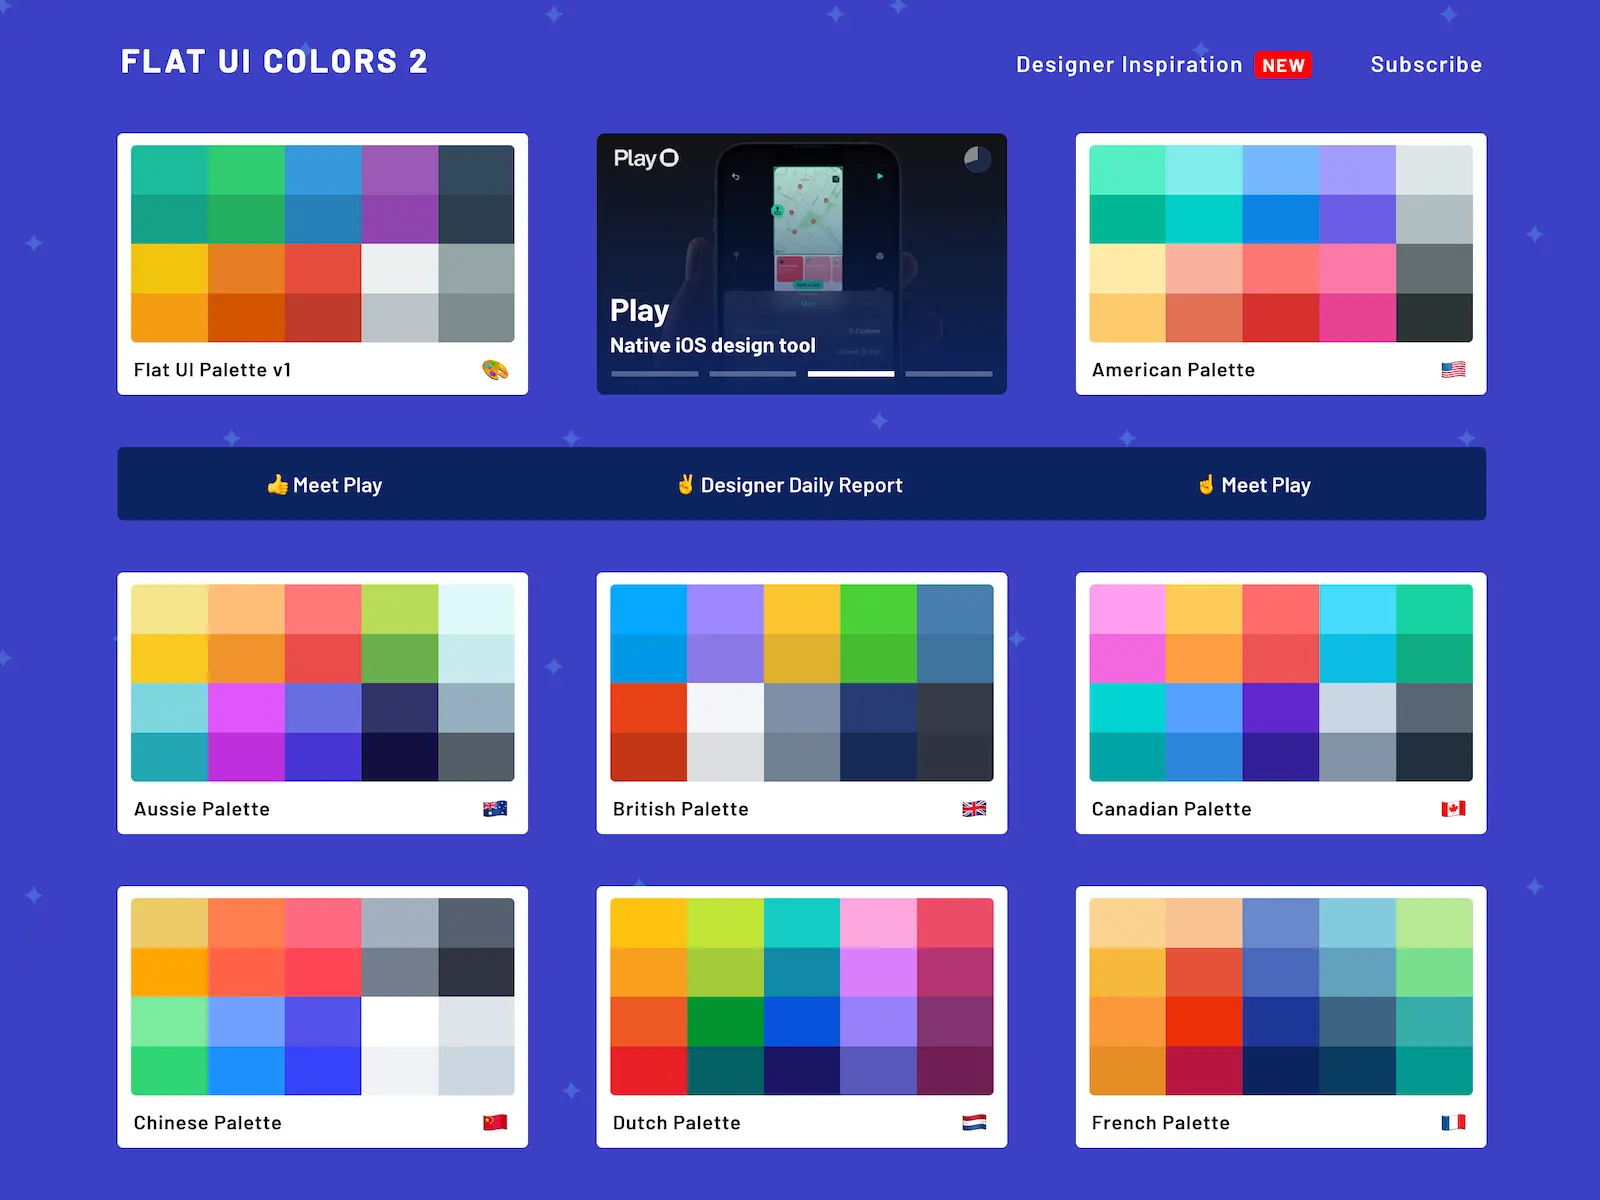 FLAT UI COLORS 2
Designer Inspiration NEW
Subscribe
Flat UI Palette v1
Play
Play
Native iOS design tool
American Palette
👍 Meet Play
✌️ Designer Daily Report
☝️ Meet Play
Aussie Palette
British Palette
Canadian Palette
Chinese Palette
Dutch Palette
French Palette